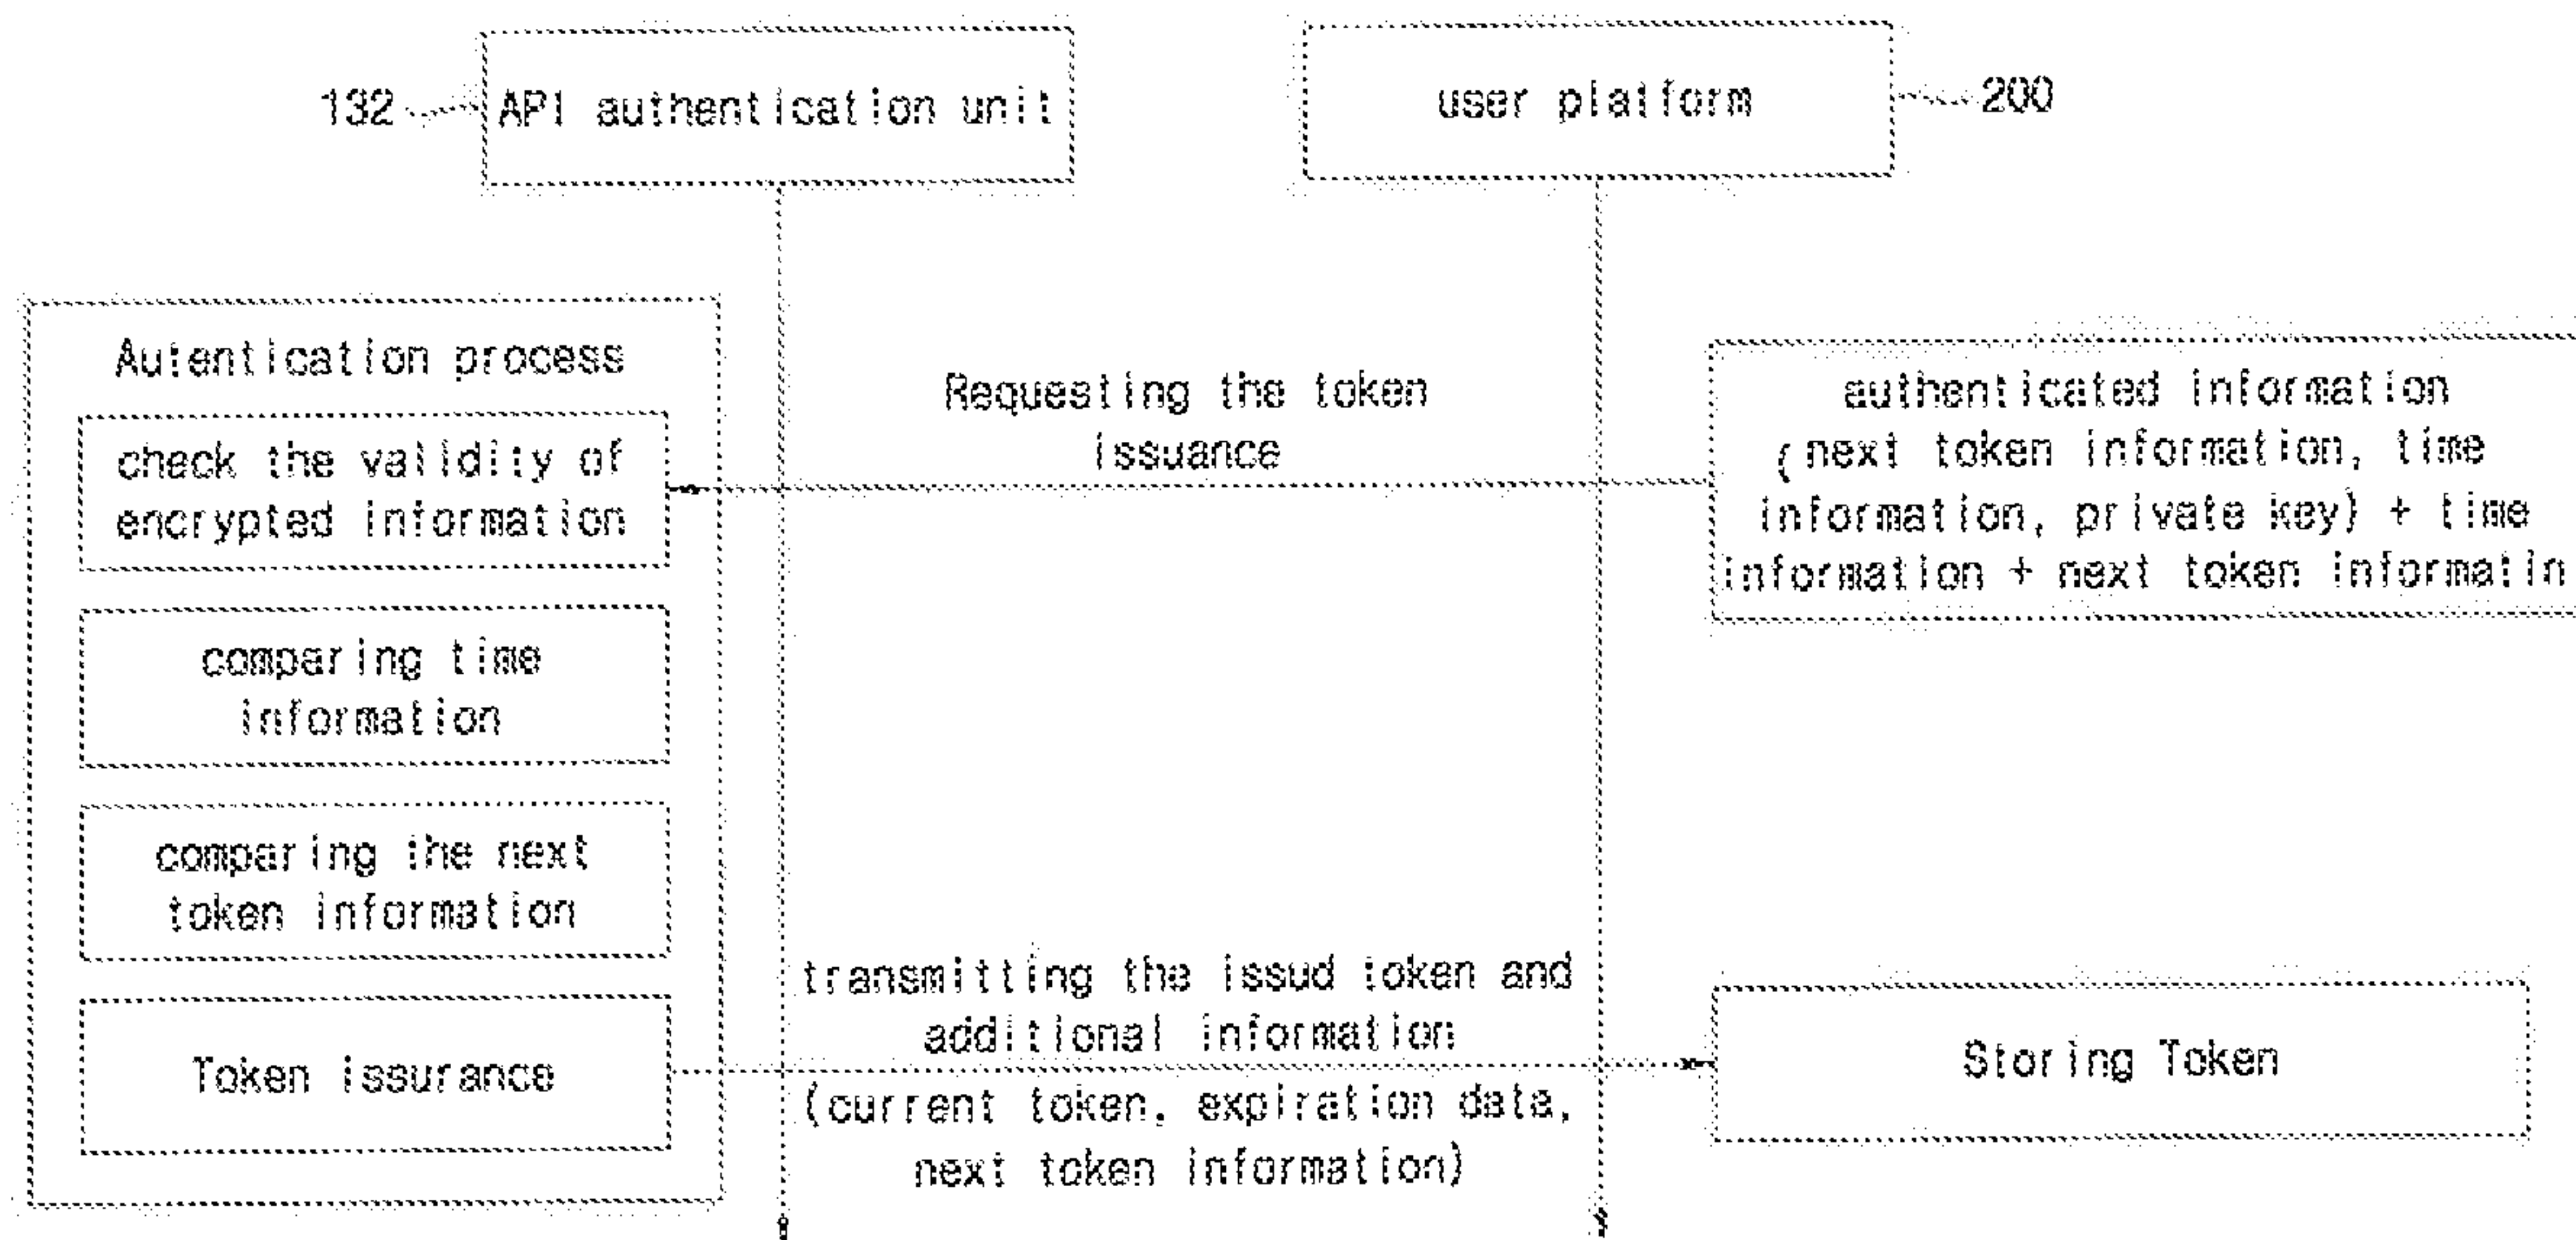 132
API authentication unit
user platform
200
Autentication process
check the validity of
encrypted information
comparing time
information
comparing the next
token information
Token issurance
Requesting the token
issuance
authenticated information
(next token information, time
information, private key) + time
information + next token informatin
transmitting the issud token and
additional information
(current token, expiration data,
next token information)
Storing Token